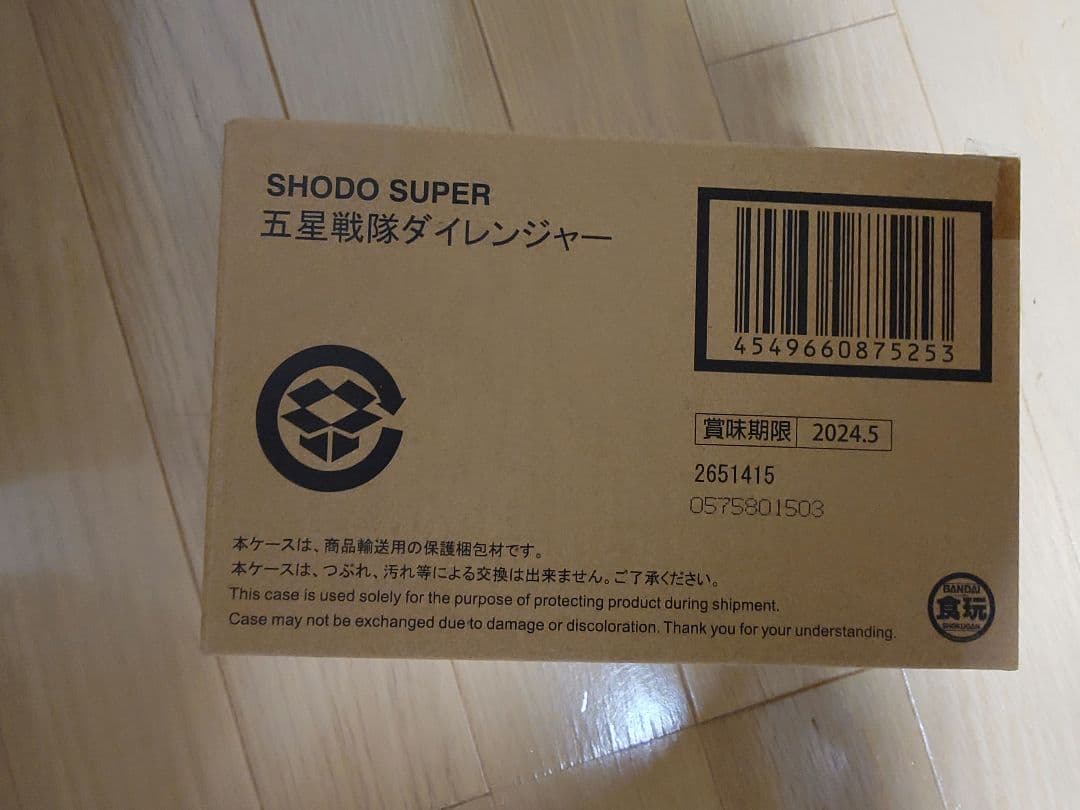 SHODO SUPER
五星戦隊ダイレンジャー
4549660875253
賞味期限 2024.5
2651415
0575801503
本ケースは、商品輸送用の保護梱包材です。
本ケースは、つぶれ、汚れ等による交換は出来ません。ご了承ください。
This case is used solely for the purpose of protecting product during shipment.
Case may not be exchanged due to damage or discoloration. Thank you for your understanding.
BANDAI
食玩
SHOKUGAN